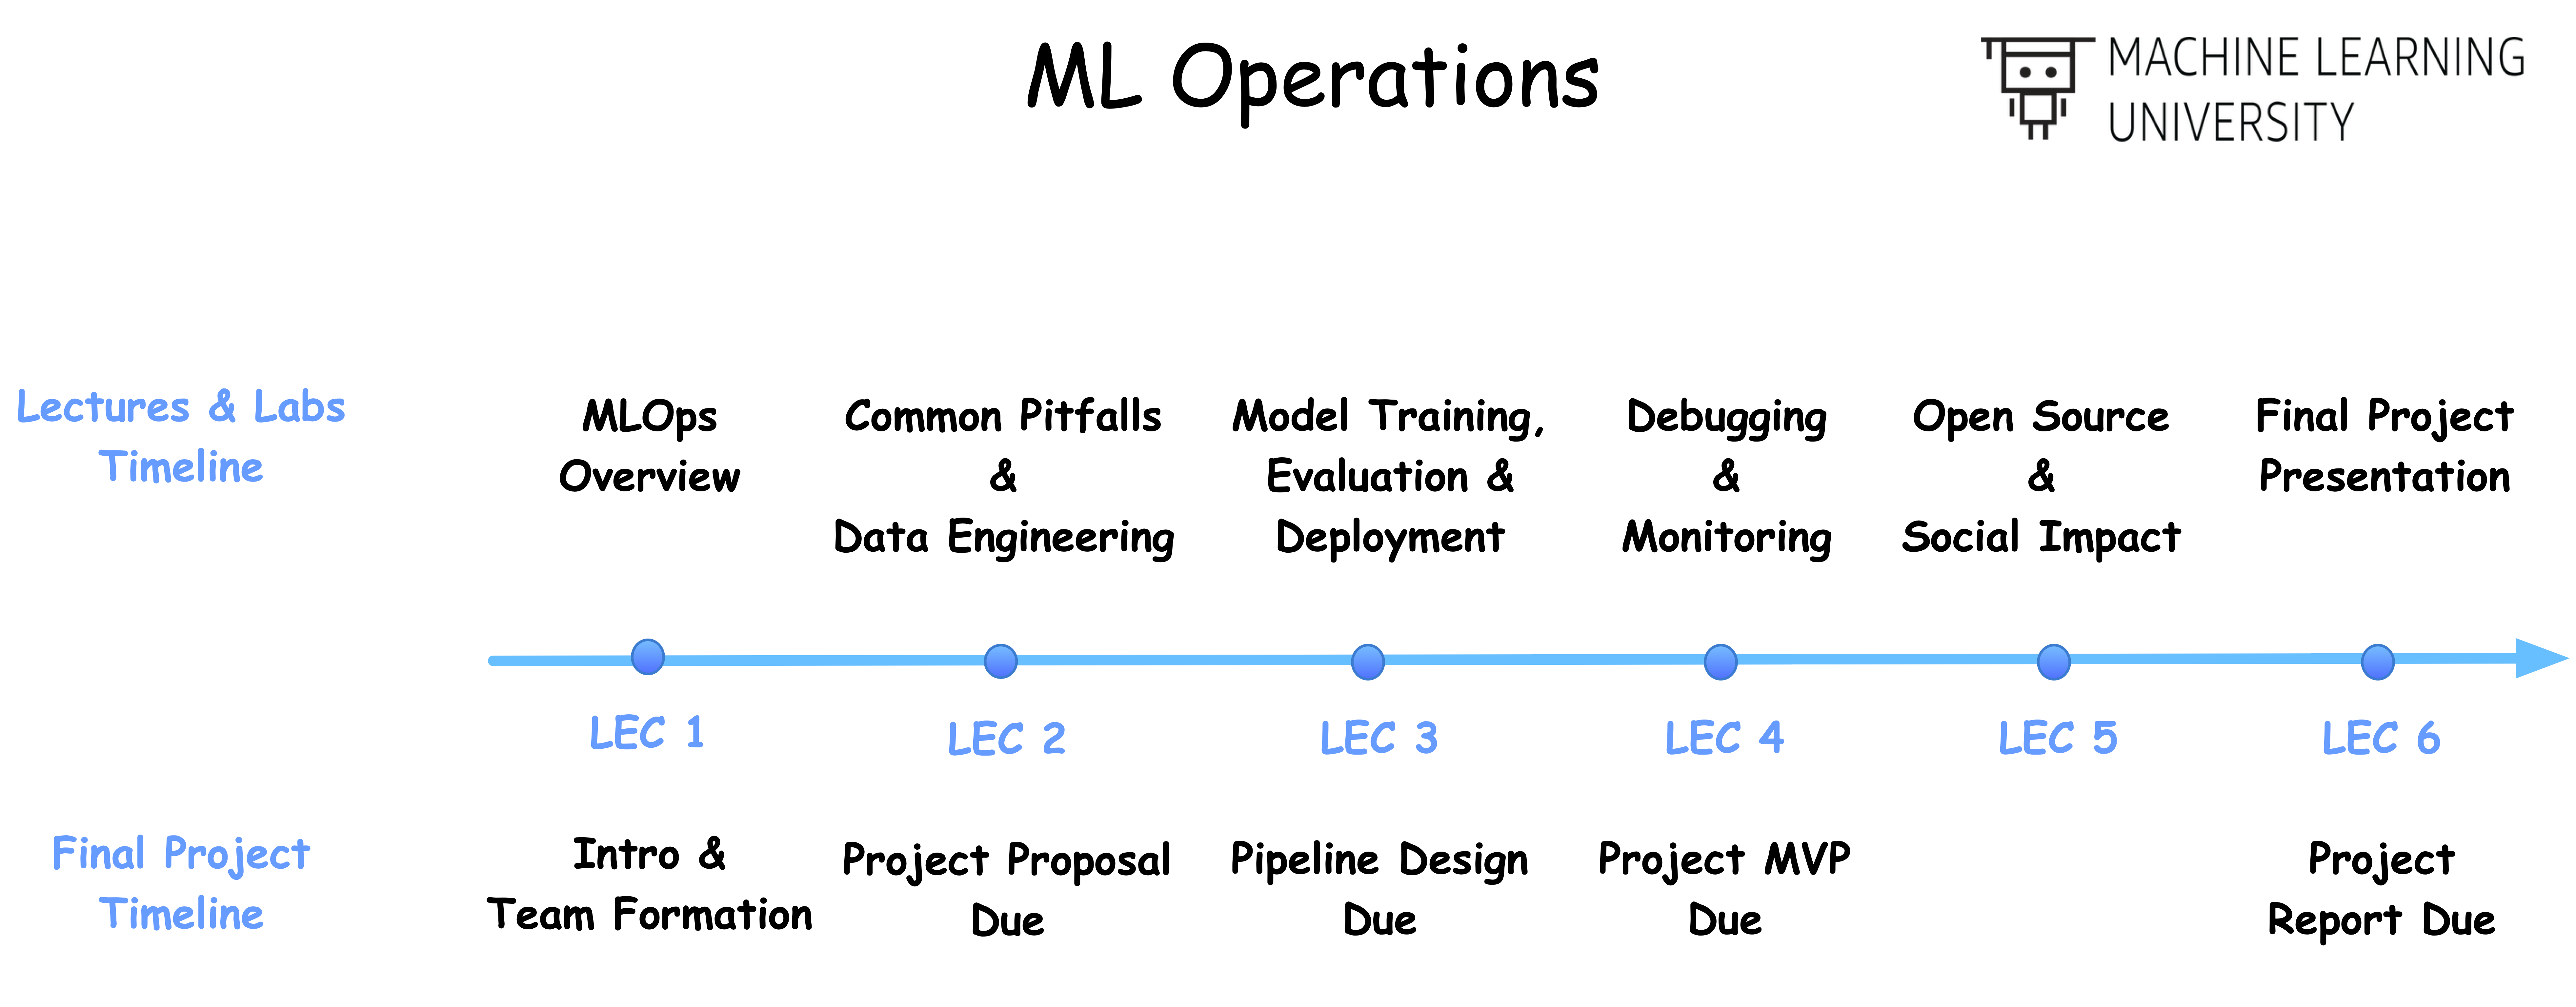 ML Operations
MACHINE LEARNING
UNIVERSITY
Lectures & Labs
Timeline
MLOps
Overview
Common Pitfalls
&
Data Engineering
Model Training,
Evaluation &
Deployment
Debugging
&
Monitoring
Open Source
&
Social Impact
Final Project
Presentation
LEC 1
LEC 2
LEC 3
LEC 4
LEC 5
LEC 6
Final Project
Timeline
Intro &
Team Formation
Project Proposal
Due
Pipeline Design
Due
Project MVP
Due
Project
Report Due